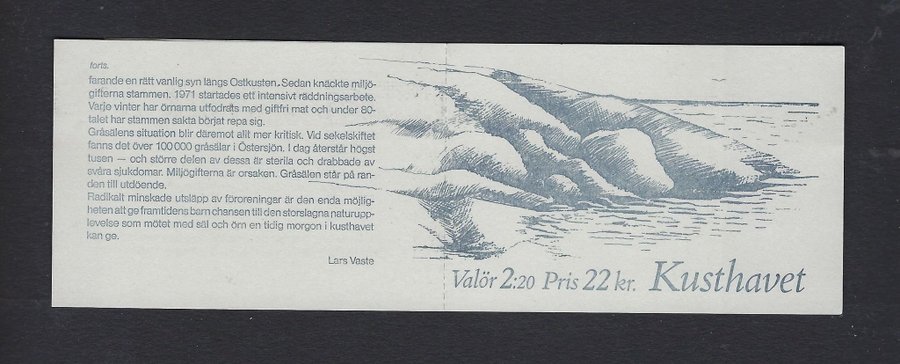 forts.
farande en rätt vanlig syn längs Ostkusten. Sedan knäckte miljö-
gifterna stammen. 1971 startades ett intensivt räddningsarbete.
Varje vinter har örnarna utfodrats med giftfri mat och under 80-
talet har stammen sakta börjat repa sig.
Gråsälens situation blir däremot allt mer kritisk. Vid sekelskiftet
fanns det över 100 000 gråsälar i Östersjön. I dag återstår högst
tusen — och större delen av dessa är sterila och drabbade av
svåra sjukdomar. Miljögifterna är orsaken. Gråsälen står på ran-
den till utdöende.
Radikalt minskade utsläpp av föroreningar är den enda möjlig-
heten att ge framtidens barn chansen till den storslagna naturupp-
levelse som mötet med säl och örn en tidig morgon i kusthavet
kan ge.
Lars Vaste
Valör 2:20 Pris 22 kr. Kusthavet